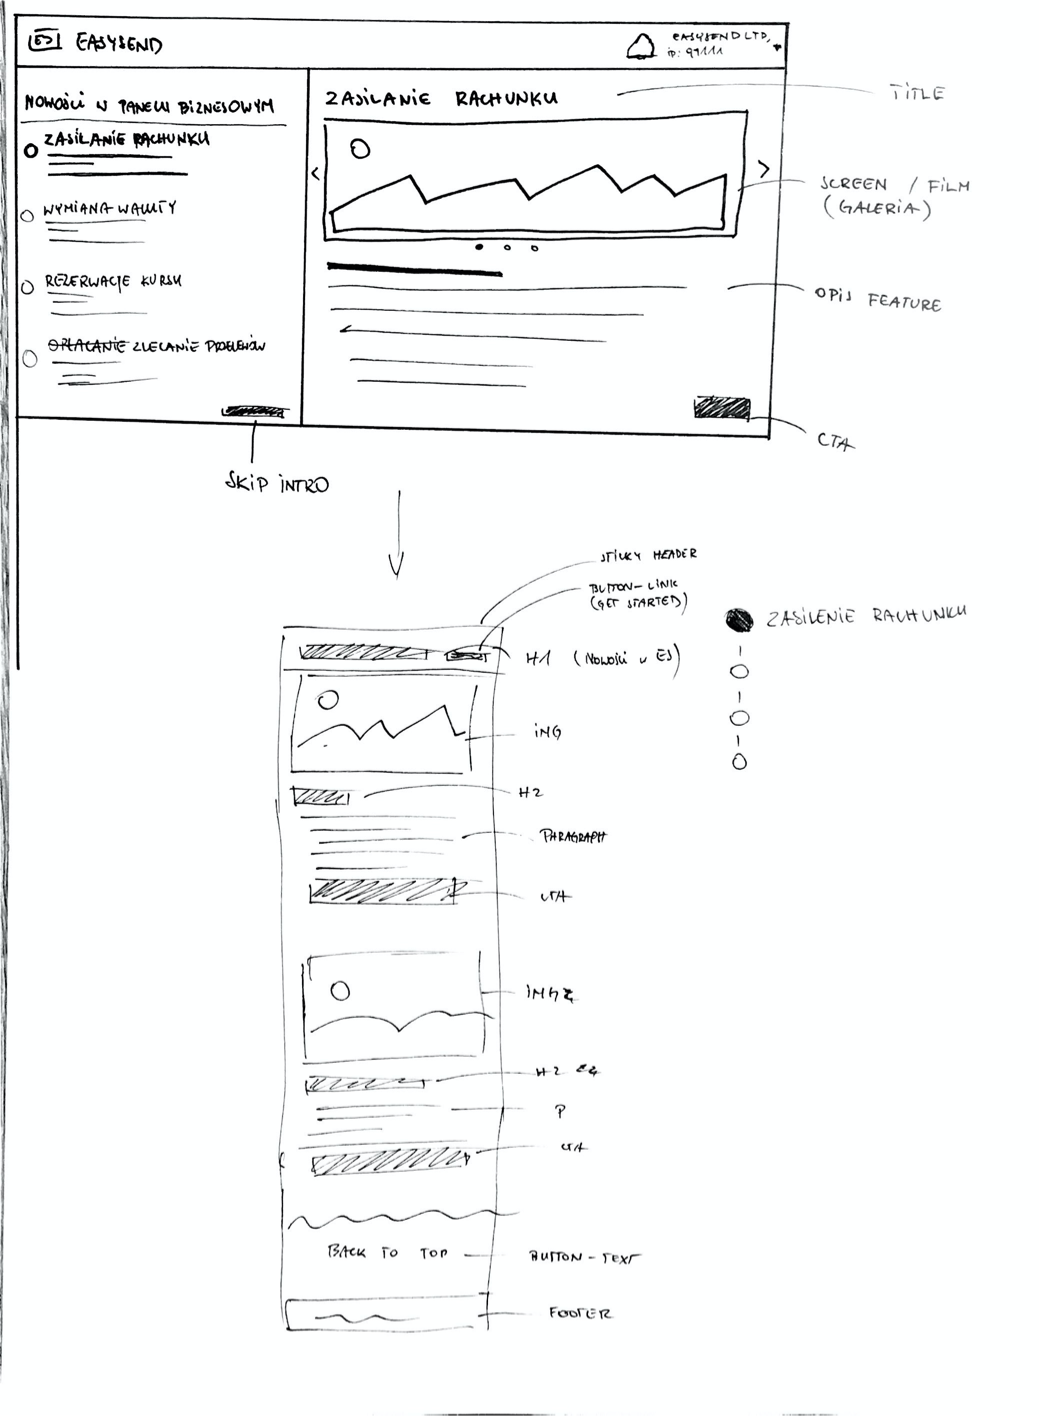 ES EASYSEND
EASYSEND LTD,
ID: 99111
NOWOŚCI W PANELU BIZNESOWYM
ZASILANIE RACHUNKU
WYMIANA WALUTY
REZERWACJE KURSU
OPŁACANIE ZLECANIE PRZELEWÓW
ZASILANIE RACHUNKU
<
>
TITLE
SCREEN / FILM
(GALERIA)
OPIS FEATURE
CTA
SKIP INTRO
STICKY HEADER
BUTTON-LINK
(GET STARTED)
H1 (NOWOŚCI W ES)
IMG
H2
PARAGRAPH
CTA
IMG 2
H2
P
CTA
BACK TO TOP
BUTTON-TEXT
FOOTER
ZASILENIE RACHUNKU